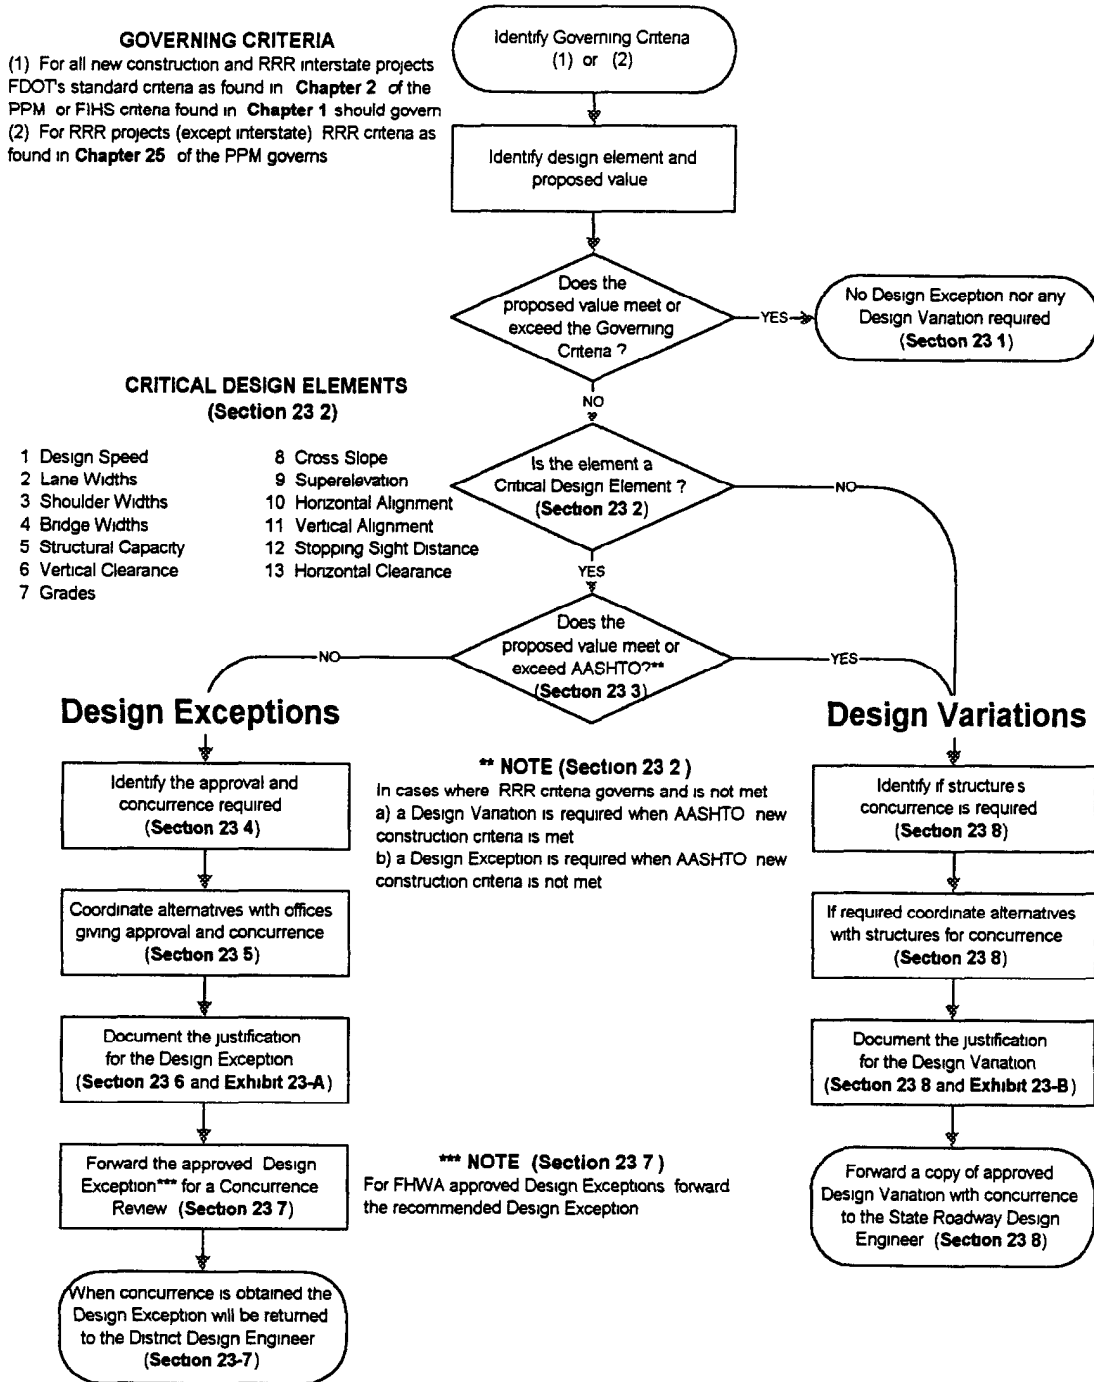 GOVERNING CRITERIA
(1) For all new construction and RRR interstate projects
FDOT's standard criteria as found in Chapter 2 of the
PPM or FIHS criteria found in Chapter 1 should govern
(2) For RRR projects (except interstate) RRR criteria as
found in Chapter 25 of the PPM governs
Identify Governing Criteria
(1) or (2)
Identify design element and
proposed value
Does the
proposed value meet or
exceed the Governing
Criteria ?
YES
No Design Exception nor any
Design Variation required
(Section 23 1)
NO
CRITICAL DESIGN ELEMENTS
(Section 23 2)
1 Design Speed
2 Lane Widths
3 Shoulder Widths
4 Bridge Widths
5 Structural Capacity
6 Vertical Clearance
7 Grades
8 Cross Slope
9 Superelevation
10 Horizontal Alignment
11 Vertical Alignment
12 Stopping Sight Distance
13 Horizontal Clearance
Is the element a
Critical Design Element ?
(Section 23 2)
NO
YES
Does the
proposed value meet or
exceed AASHTO?**
(Section 23 3)
NO
YES
Design Exceptions
Identify the approval and
concurrence required
(Section 23 4)
Coordinate alternatives with offices
giving approval and concurrence
(Section 23 5)
Document the justification
for the Design Exception
(Section 23 6 and Exhibit 23-A)
Forward the approved Design
Exception*** for a Concurrence
Review (Section 23 7)
When concurrence is obtained the
Design Exception will be returned
to the District Design Engineer
(Section 23-7)
** NOTE (Section 23 2 )
In cases where RRR criteria governs and is not met
a) a Design Variation is required when AASHTO new
construction criteria is met
b) a Design Exception is required when AASHTO new
construction criteria is not met
*** NOTE (Section 23 7 )
For FHWA approved Design Exceptions forward
the recommended Design Exception
Design Variations
Identify if structure s
concurrence is required
(Section 23 8)
If required coordinate alternatives
with structures for concurrence
(Section 23 8)
Document the justification
for the Design Variation
(Section 23 8 and Exhibit 23-B)
Forward a copy of approved
Design Variation with concurrence
to the State Roadway Design
Engineer (Section 23 8)